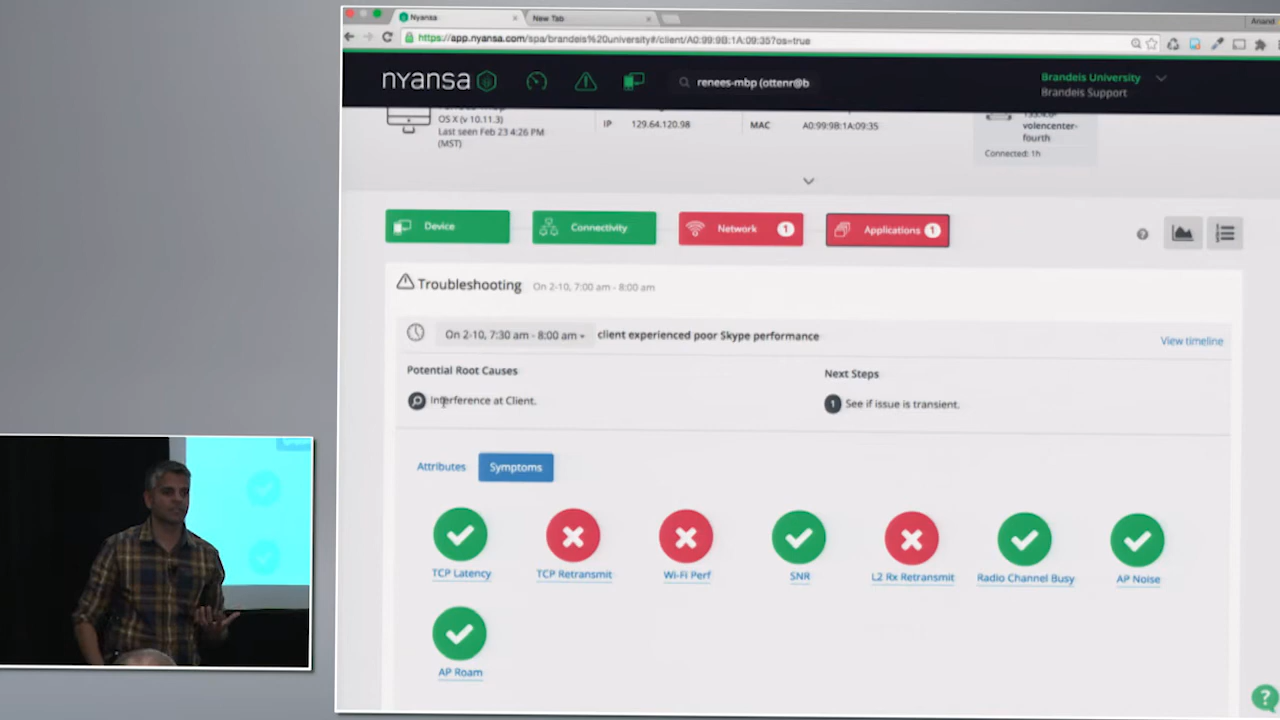 Nyansa
New Tab
Anand
https://app.nyansa.com/spa/brandeis%20university#/client/A0:99:9B:1A:09:35?os=true
nyansa
renees-mbp (ottenr@b
Brandeis University
Brandeis Support
OS X (v 10.11.3)
Last seen Feb 23 4:26 PM
(MST)
IP
129.64.120.98
MAC
A0:99:9B:1A:09:35
volencenter-
fourth
Connected: 1h
Device
Connectivity
Network 1
Applications 1
Troubleshooting On 2-10, 7:00 am - 8:00 am
On 2-10, 7:30 am - 8:00 am client experienced poor Skype performance
View timeline
Potential Root Causes
Interference at Client.
Next Steps
1 See if issue is transient.
Attributes
Symptoms
TCP Latency
TCP Retransmit
Wi-Fi Perf
SNR
L2 Rx Retransmit
Radio Channel Busy
AP Noise
AP Roam
?